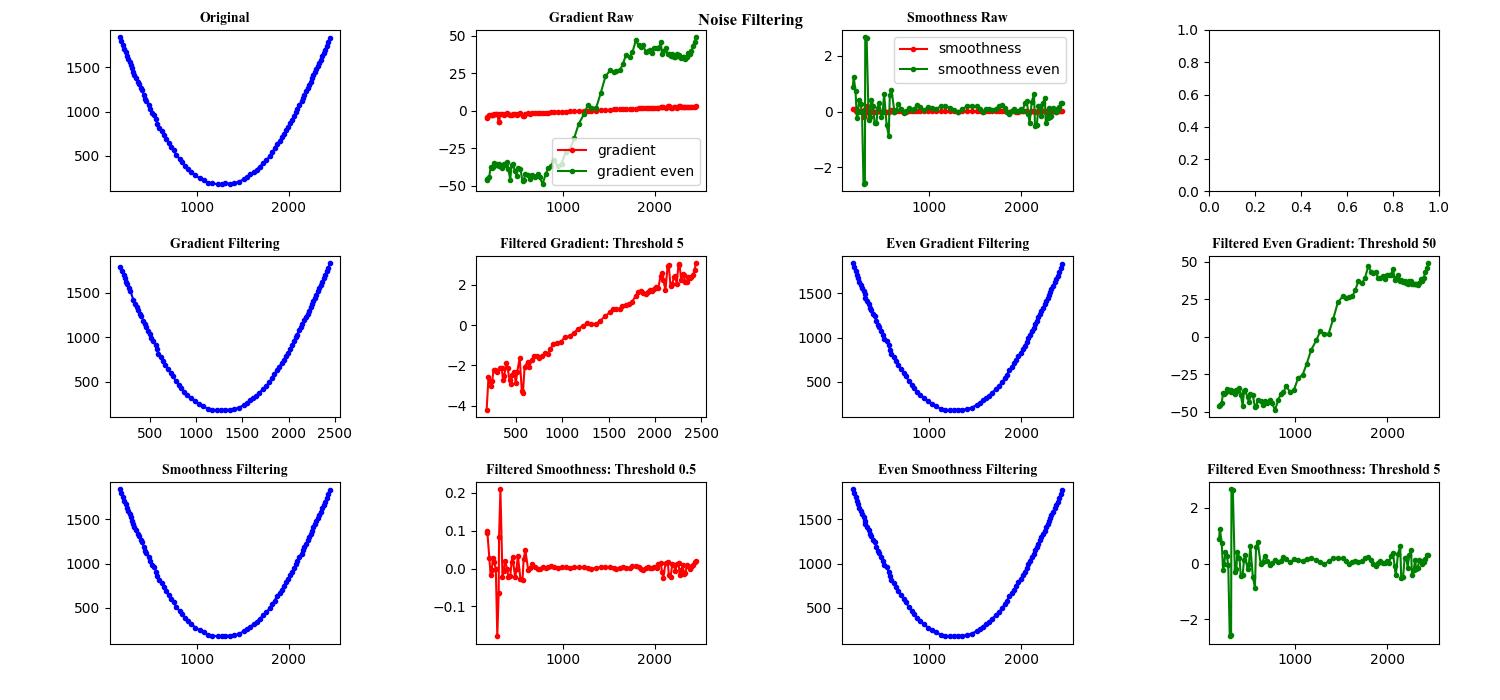 Noise Filtering
Original
1500
1000
500
1000 2000
Gradient Raw
50
25
0
−25
−50
gradient
gradient even
1000 2000
Smoothness Raw
2
0
−2
smoothness
smoothness even
1000 2000
1.0
0.8
0.6
0.4
0.2
0.0
0.0 0.2 0.4 0.6 0.8 1.0
Gradient Filtering
1500
1000
500
500 1000 1500 2000 2500
Filtered Gradient: Threshold 5
2
0
−2
−4
500 1000 1500 2000 2500
Even Gradient Filtering
1500
1000
500
1000 2000
Filtered Even Gradient: Threshold 50
50
25
0
−25
−50
1000 2000
Smoothness Filtering
1500
1000
500
1000 2000
Filtered Smoothness: Threshold 0.5
0.2
0.1
0.0
−0.1
1000 2000
Even Smoothness Filtering
1500
1000
500
1000 2000
Filtered Even Smoothness: Threshold 5
2
0
−2
1000 2000